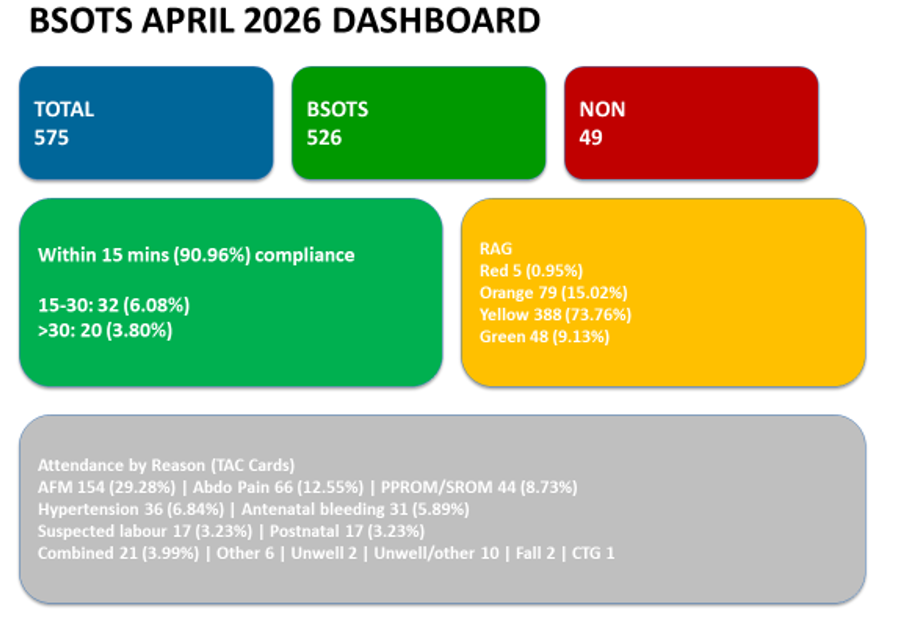 BSOTS APRIL 2026 DASHBOARD
TOTAL
575
BSOTS
526
NON
49
Within 15 mins (90.96%) compliance
15-30: 32 (6.08%)
>30: 20 (3.80%)
RAG
Red 5 (0.95%)
Orange 79 (15.02%)
Yellow 388 (73.76%)
Green 48 (9.13%)
Attendance by Reason (TAC Cards)
AFM 154 (29.28%) | Abdo Pain 66 (12.55%) | PPROM/SROM 44 (8.73%)
Hypertension 36 (6.84%) | Antenatal bleeding 31 (5.89%)
Suspected labour 17 (3.23%) | Postnatal 17 (3.23%)
Combined 21 (3.99%) | Other 6 | Unwell 2 | Unwell/other 10 | Fall 2 | CTG 1